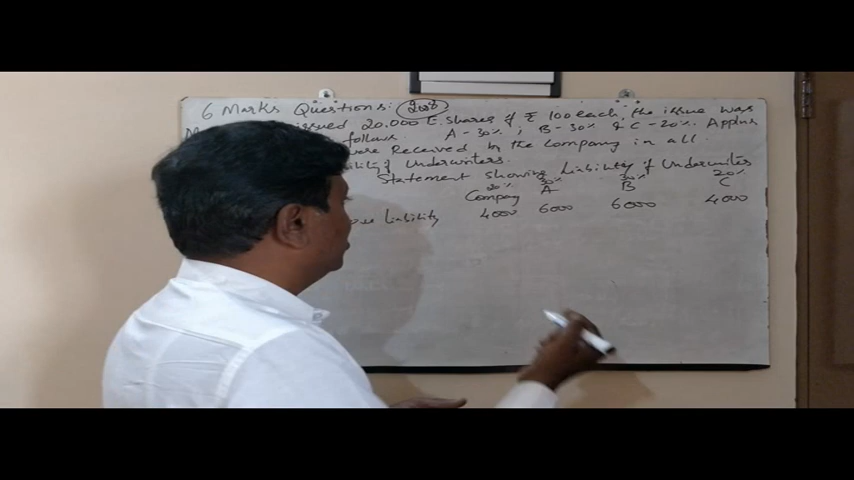 6 Marks Questions: 2018
issued 20,000 E. shares of ₹ 100 each, the issue was
follows A - 30% ; B - 30% & C - 20%. Applns
were Received by the Company in all.
Liability of Underwriters.
Statement showing Liability of Underwriters
20% 30% 30% 20%
Company A B C
Liability 4000 6000 6000 4000